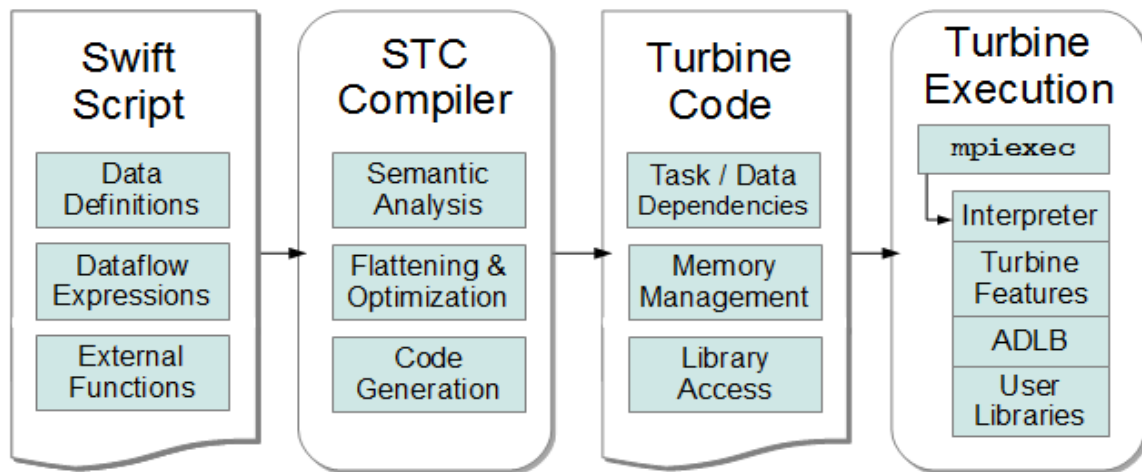 Swift
Script
Data
Definitions
Dataflow
Expressions
External
Functions
STC
Compiler
Semantic
Analysis
Flattening &
Optimization
Code
Generation
Turbine
Code
Task / Data
Dependencies
Memory
Management
Library
Access
Turbine
Execution
mpiexec
Interpreter
Turbine
Features
ADLB
User
Libraries